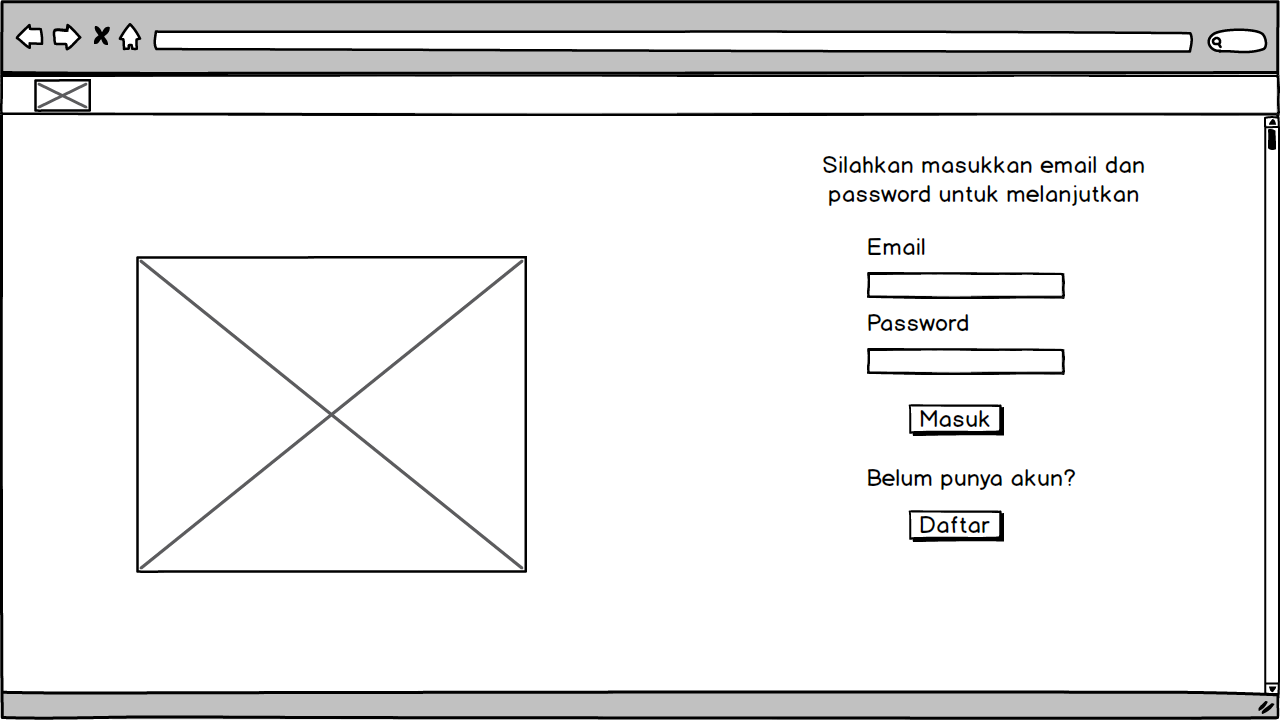 Silahkan masukkan email dan
password untuk melanjutkan
Email
Password
Masuk
Belum punya akun?
Daftar